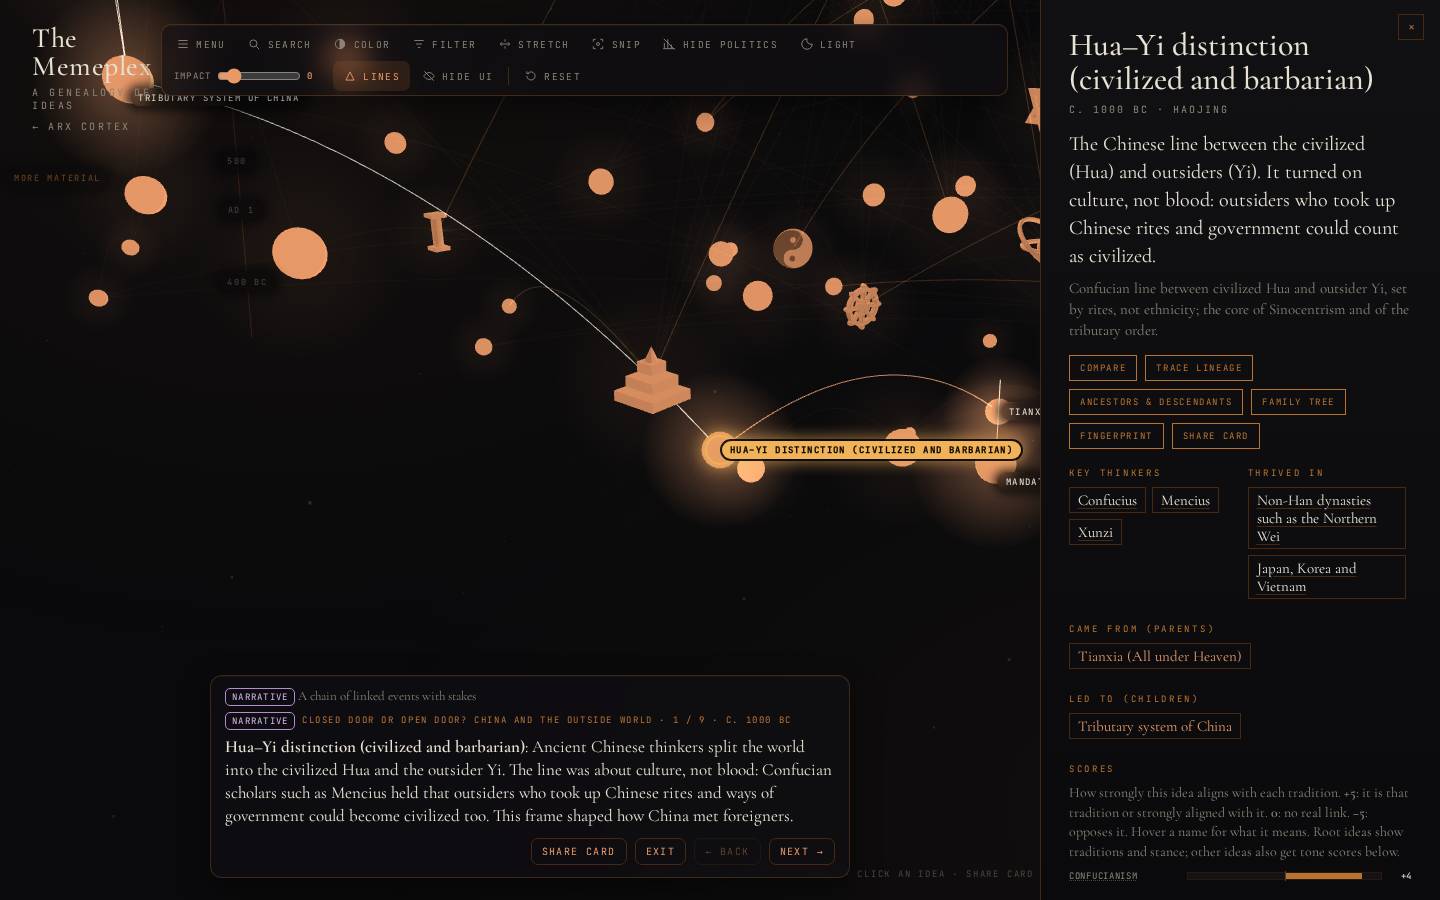 The
Memeplex
A GENEALOGY OF
IDEAS
← ARX CORTEX
MENU
SEARCH
COLOR
FILTER
STRETCH
SNIP
HIDE POLITICS
LIGHT
IMPACT
0
LINES
HIDE UI
RESET
TRIBUTARY SYSTEM OF CHINA
500
MORE MATERIAL
AD 1
400 BC
TIANX
HUA–YI DISTINCTION (CIVILIZED AND BARBARIAN)
MANDAT
NARRATIVE A chain of linked events with stakes
NARRATIVE CLOSED DOOR OR OPEN DOOR? CHINA AND THE OUTSIDE WORLD · 1 / 9 · C. 1000 BC
Hua–Yi distinction (civilized and barbarian): Ancient Chinese thinkers split the world
into the civilized Hua and the outsider Yi. The line was about culture, not blood: Confucian
scholars such as Mencius held that outsiders who took up Chinese rites and ways of
government could become civilized too. This frame shaped how China met foreigners.
SHARE CARD
EXIT
← BACK
NEXT →
CLICK AN IDEA · SHARE CARD
×
Hua–Yi distinction
(civilized and barbarian)
C. 1000 BC · HAOJING
The Chinese line between the civilized
(Hua) and outsiders (Yi). It turned on
culture, not blood: outsiders who took up
Chinese rites and government could count
as civilized.
Confucian line between civilized Hua and outsider Yi, set
by rites, not ethnicity; the core of Sinocentrism and of the
tributary order.
COMPARE
TRACE LINEAGE
ANCESTORS & DESCENDANTS
FAMILY TREE
FINGERPRINT
SHARE CARD
KEY THINKERS
Confucius
Mencius
Xunzi
THRIVED IN
Non-Han dynasties
such as the Northern
Wei
Japan, Korea and
Vietnam
CAME FROM (PARENTS)
Tianxia (All under Heaven)
LED TO (CHILDREN)
Tributary system of China
SCORES
How strongly this idea aligns with each tradition. +5: it is that
tradition or strongly aligned with it. 0: no real link. –5:
opposes it. Hover a name for what it means. Root ideas show
traditions and stance; other ideas also get tone scores below.
CONFUCIANISM
+4